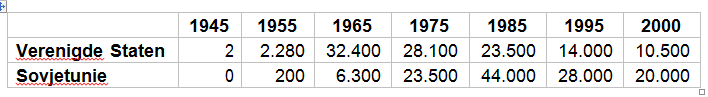 1945 1955 1965 1975 1985 1995 2000
Verenigde Staten 2 2.280 32.400 28.100 23.500 14.000 10.500
Sovjetunie 0 200 6.300 23.500 44.000 28.000 20.000